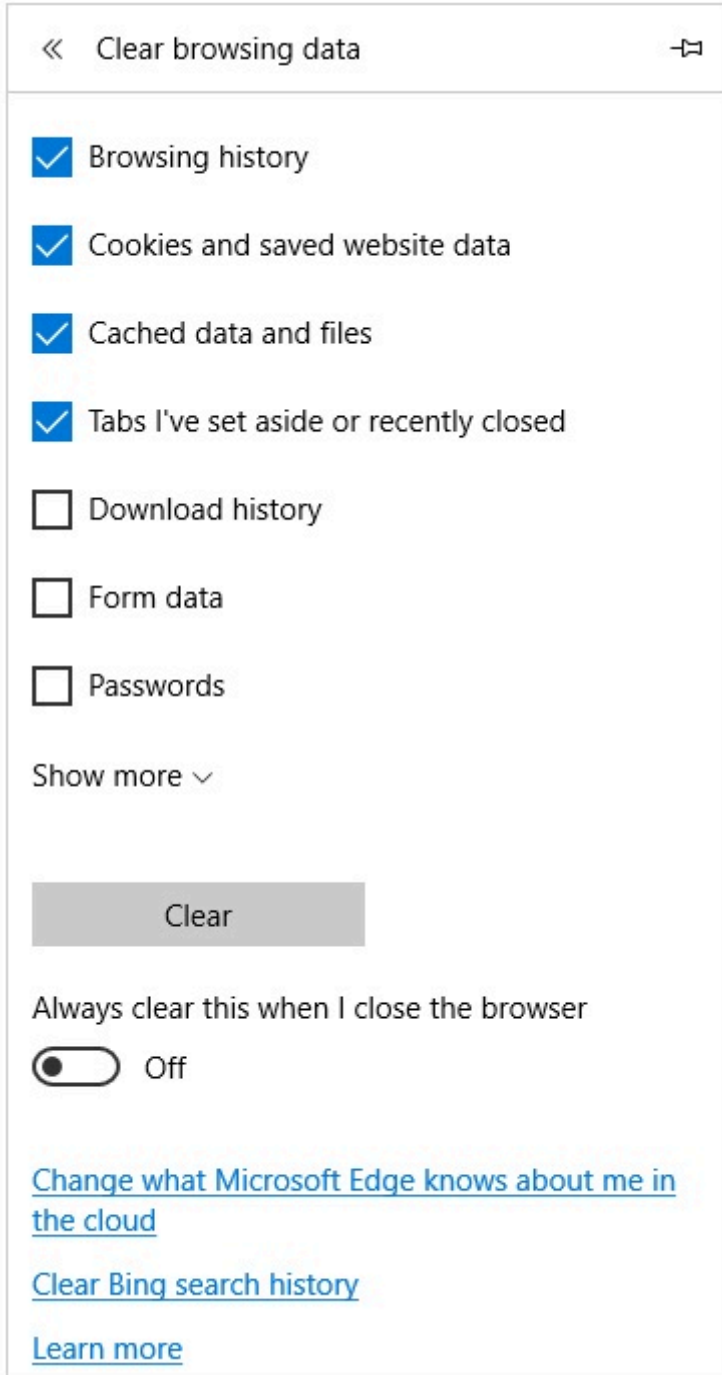 Clear browsing data
Browsing history
Cookies and saved website data
Cached data and files
Tabs I've set aside or recently closed
Download history
Form data
Passwords
Show more
Clear
Always clear this when I close the browser
Off
Change what Microsoft Edge knows about me in
the cloud
Clear Bing search history
Learn more